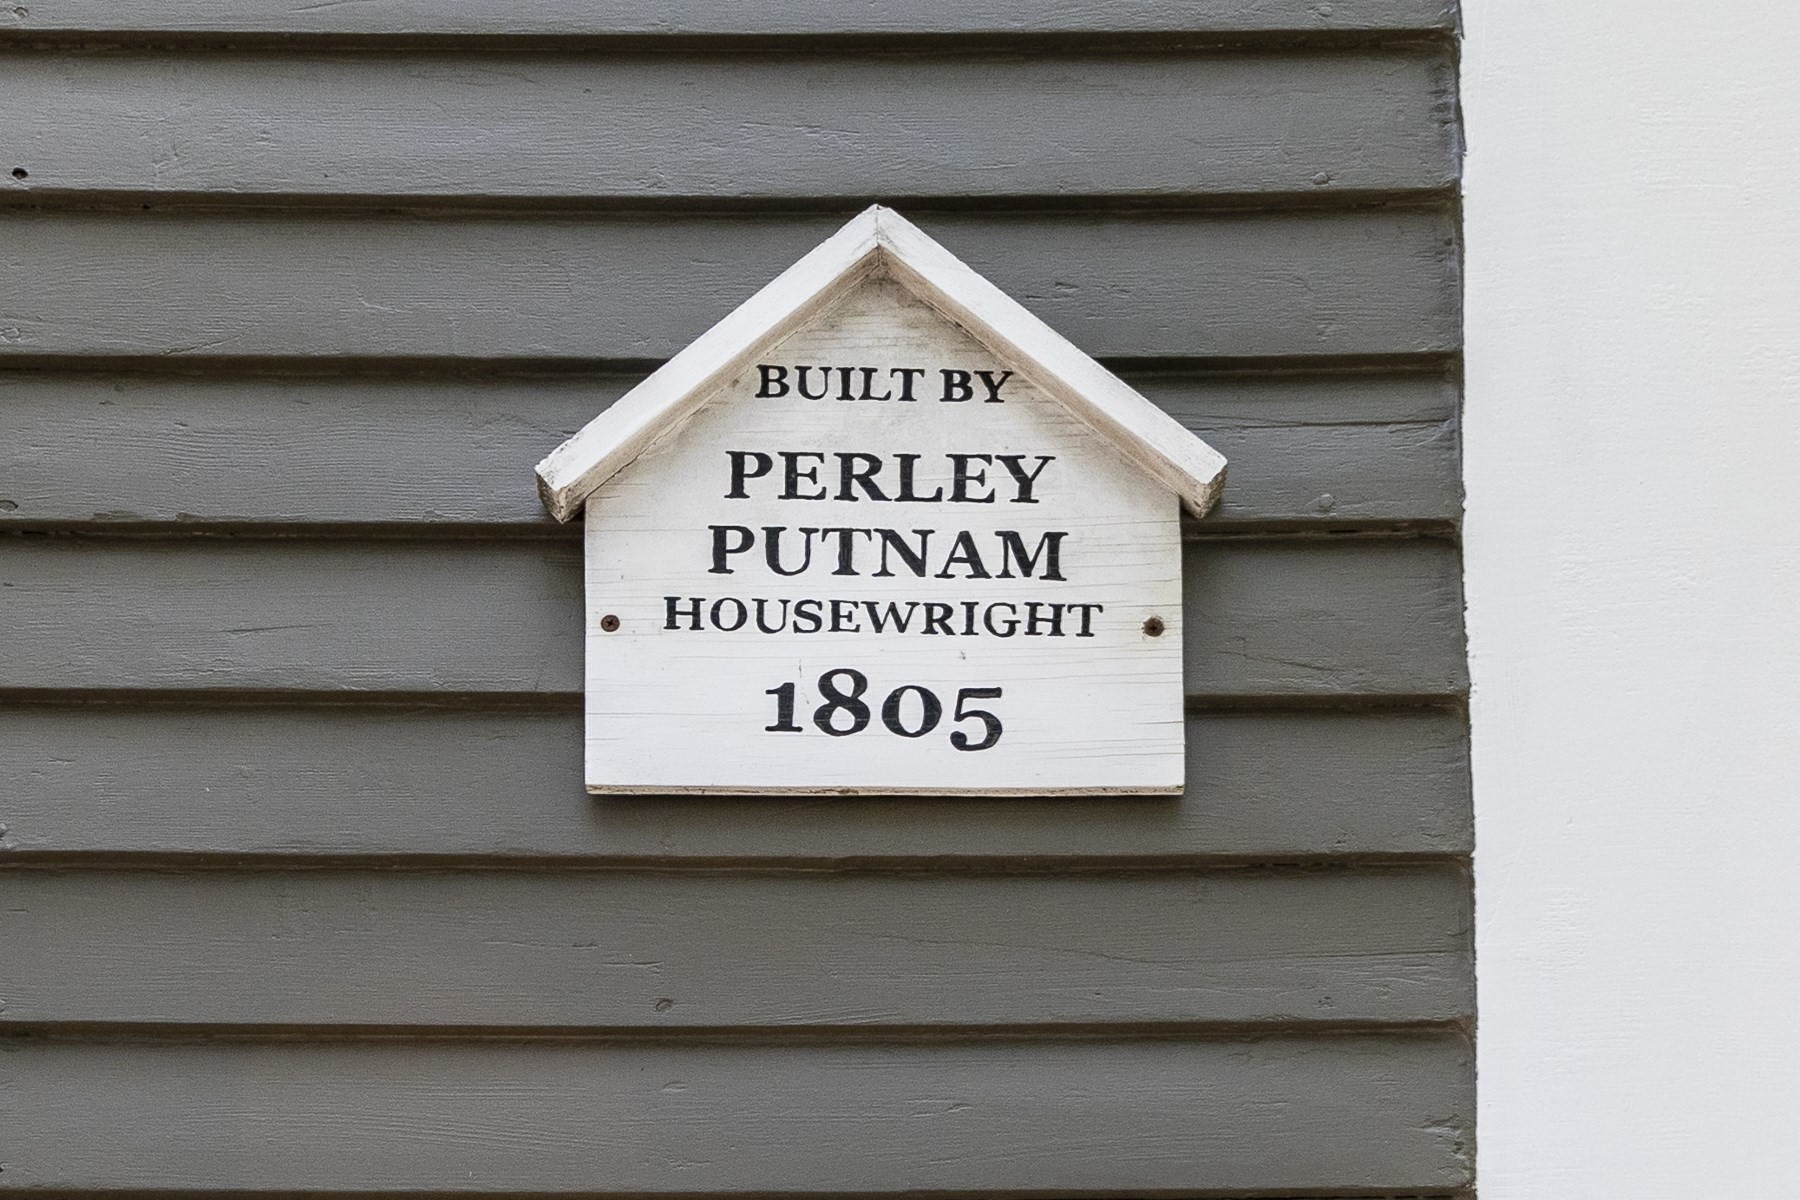 BUILT BY
PERLEY
PUTNAM
HOUSEWRIGHT
1805